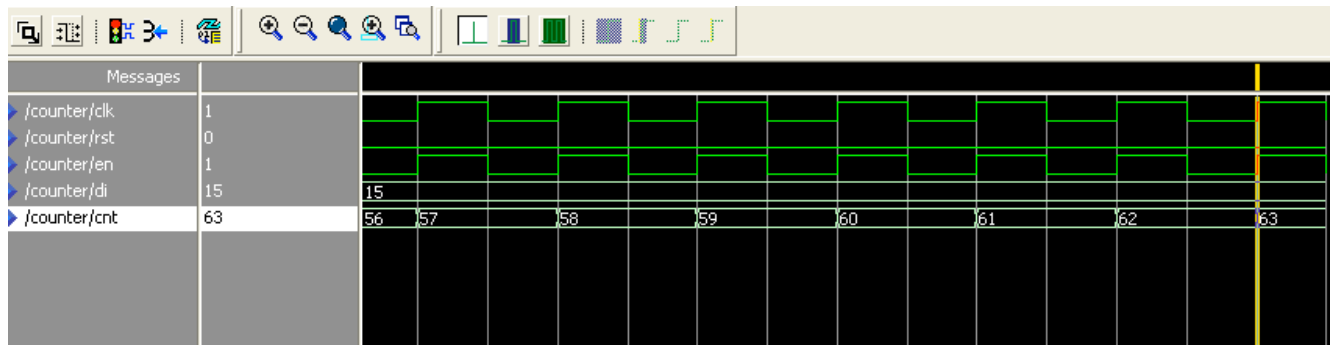 Messages
/counter/clk 1
/counter/rst 0
/counter/en 1
/counter/di 15 15
/counter/cnt 63 56 57 58 59 60 61 62 63